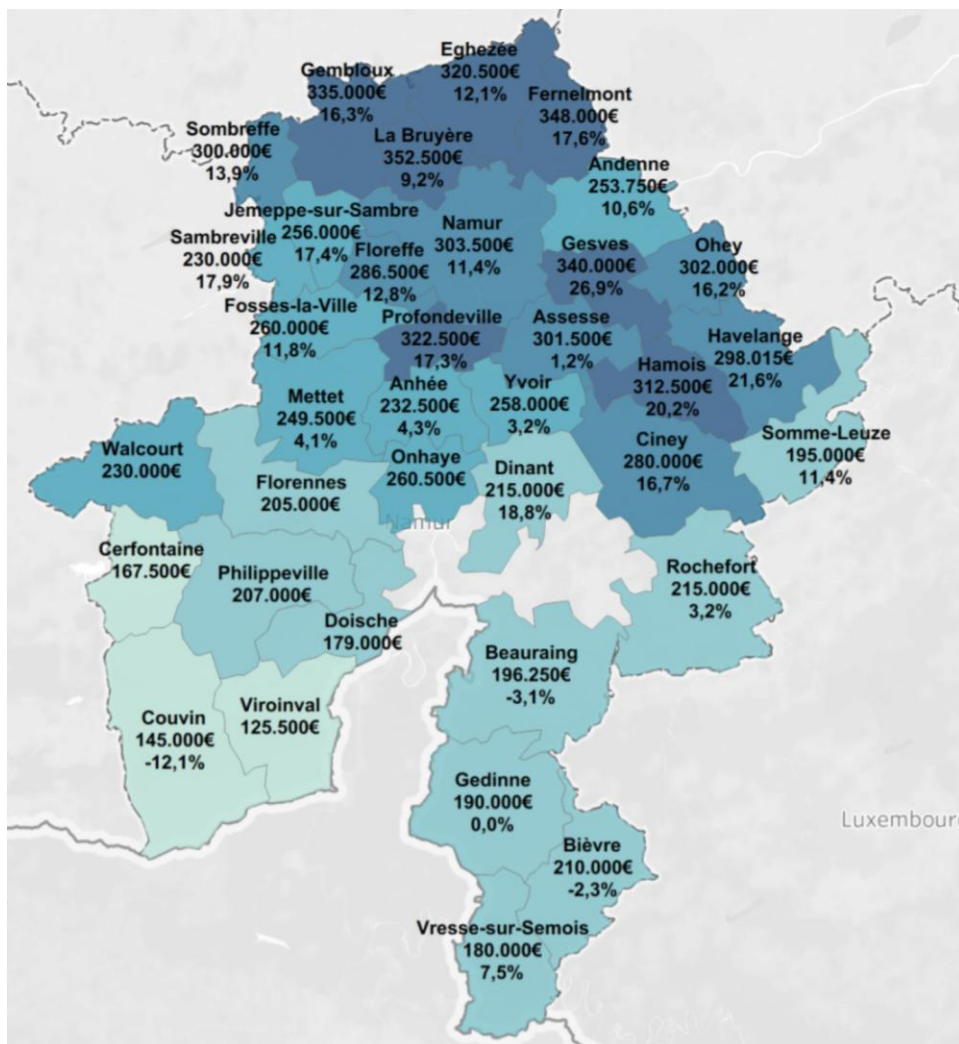 Eghezée
320.500€
12,1%
Gembloux
335.000€
16,3%
Fernelmont
348.000€
17,6%
Sombreffe
300.000€
13,9%
La Bruyère
352.500€
9,2%
Andenne
253.750€
10,6%
Jemeppe-sur-Sambre
256.000€
17,4%
Namur
303.500€
11,4%
Sambreville
230.000€
17,9%
Floreffe
286.500€
12,8%
Gesves
340.000€
26,9%
Ohey
302.000€
16,2%
Fosses-la-Ville
260.000€
11,8%
Profondeville
322.500€
17,3%
Assesse
301.500€
1,2%
Havelange
298.015€
21,6%
Hamois
312.500€
20,2%
Mettet
249.500€
4,1%
Anhée
232.500€
4,3%
Yvoir
258.000€
3,2%
Walcourt
230.000€
Onhaye
260.500€
Ciney
280.000€
16,7%
Somme-Leuze
195.000€
11,4%
Florennes
205.000€
Dinant
215.000€
18,8%
Namur
Cerfontaine
167.500€
Philippeville
207.000€
Rochefort
215.000€
3,2%
Doische
179.000€
Beauraing
196.250€
-3,1%
Viroinval
125.500€
Couvin
145.000€
-12,1%
Gedinne
190.000€
0,0%
Luxembourg
Bièvre
210.000€
-2,3%
Vresse-sur-Semois
180.000€
7,5%